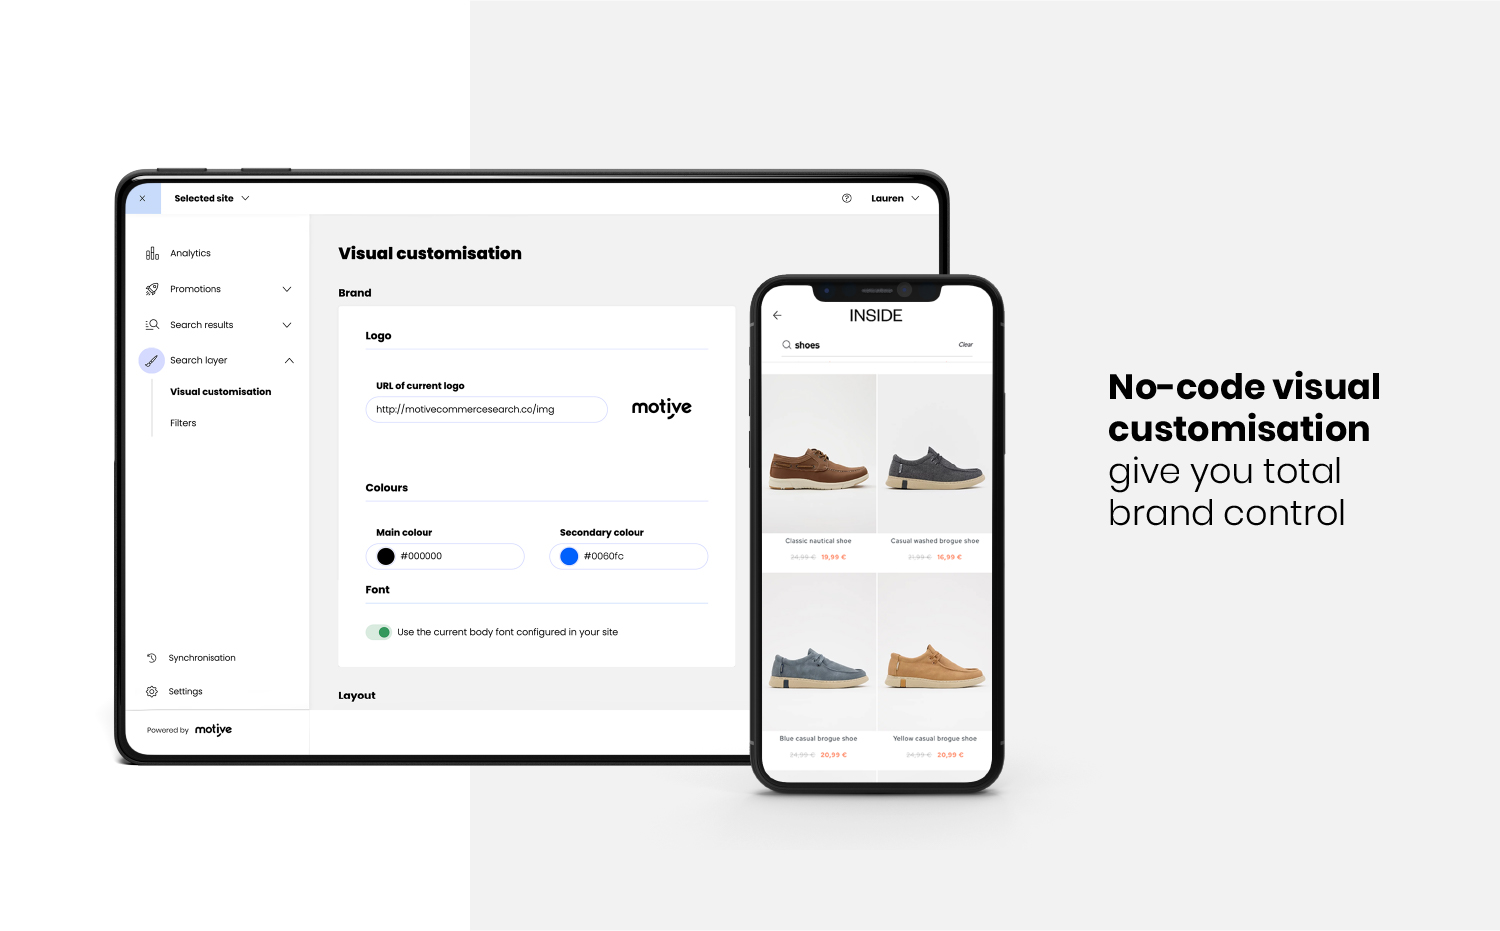 Selected site
Lauren
Analytics
Promotions
Search results
Search layer
Visual customisation
Filters
Synchronisation
Settings
Powered by motive
Visual customisation
Brand
Logo
URL of current logo
http://motivecommercesearch.co/img
motive
Colours
Main colour
Secondary colour
#000000
#0060fc
Font
Use the current body font configured in your site
Layout
INSIDE
shoes
Clear
Classic nautical shoe
24,99 € 19,99 €
Casual washed brogue shoe
21,99 € 16,99 €
Blue casual brogue shoe
24,99 € 20,99 €
Yellow casual brogue shoe
24,99 € 20,99 €
No-code visual
customisation
give you total
brand control